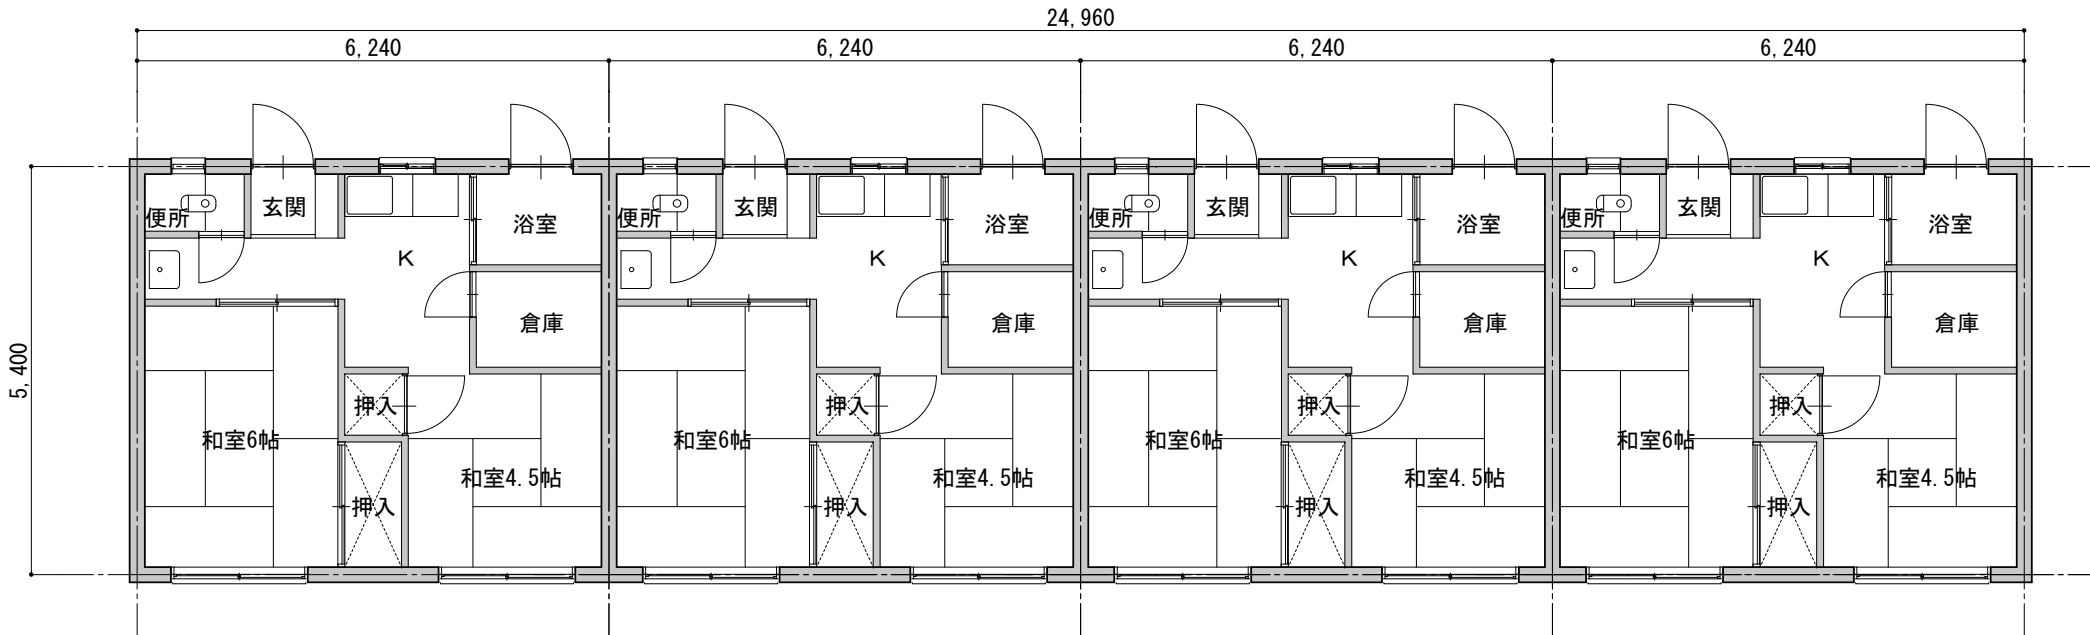 24,960
6,240 6,240 6,240 6,240
便所 玄関 浴室 便所 玄関 浴室 便所 玄関 浴室 便所 玄関 浴室
K K K K
倉庫 倉庫 倉庫 倉庫
5,400
押入 押入 押入 押入
和室6帖 和室6帖 和室6帖 和室6帖
和室4.5帖 和室4.5帖 和室4.5帖 和室4.5帖
押入 押入 押入 押入